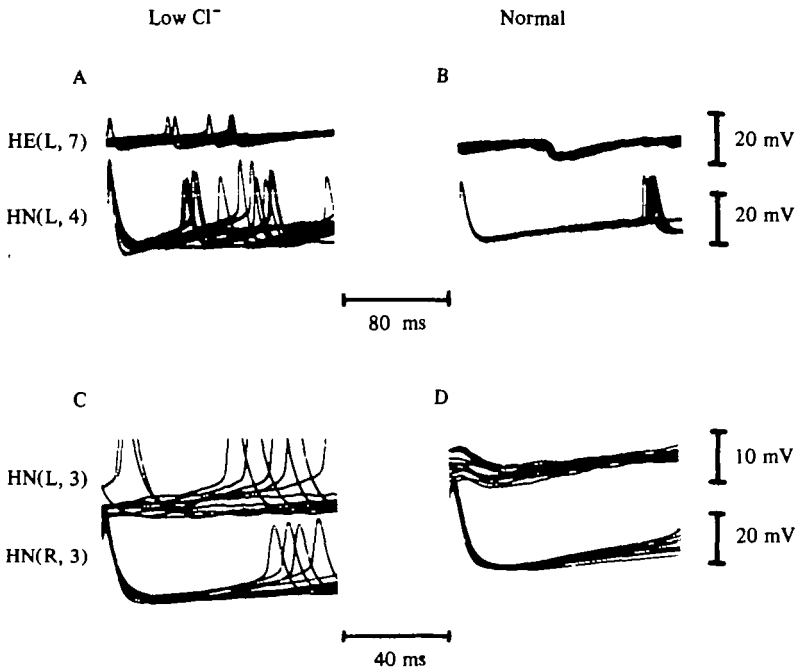 Low Cl⁻ Normal
A B
HE(L, 7)
20 mV
HN(L, 4)
20 mV
80 ms
C D
HN(L, 3)
10 mV
HN(R, 3)
20 mV
40 ms